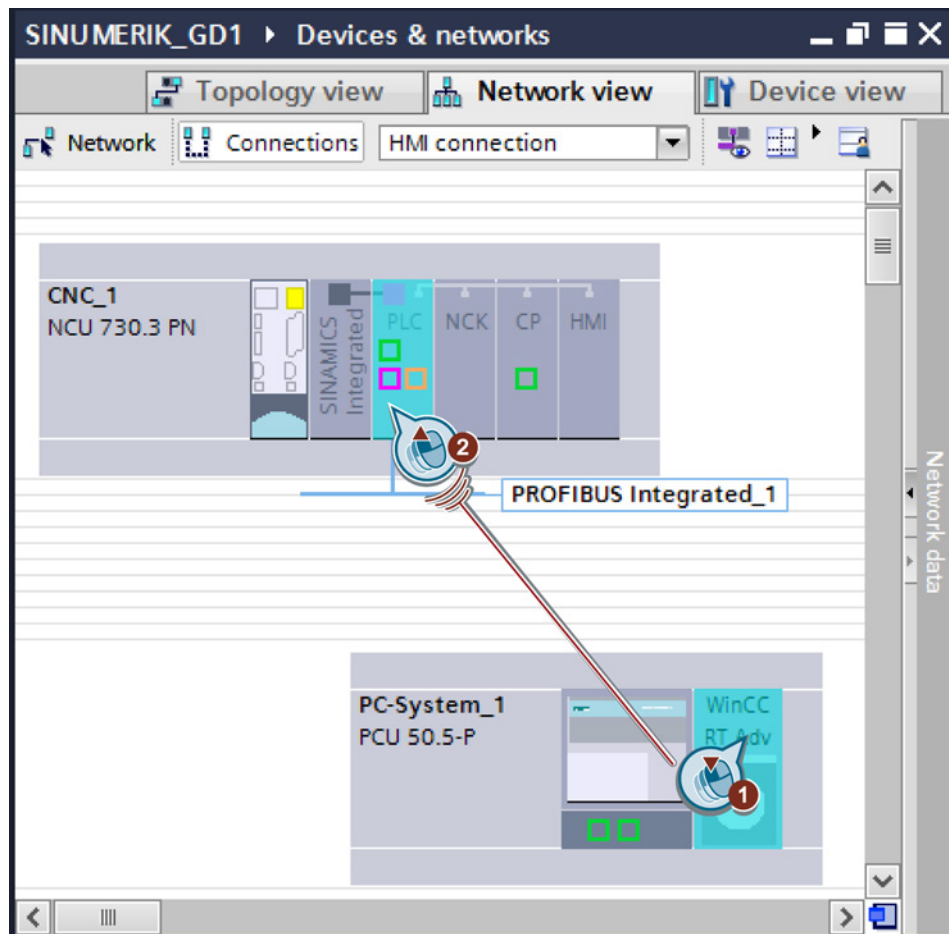 SINUMERIK_GD1 ▸ Devices & networks
Topology view
Network view
Device view
Network
Connections
HMI connection
CNC_1
NCU 730.3 PN
SINAMICS
Integrated
PLC
NCK
CP
HMI
2
PROFIBUS Integrated_1
Network data
PC-System_1
PCU 50.5-P
WinCC
RT Adv
1